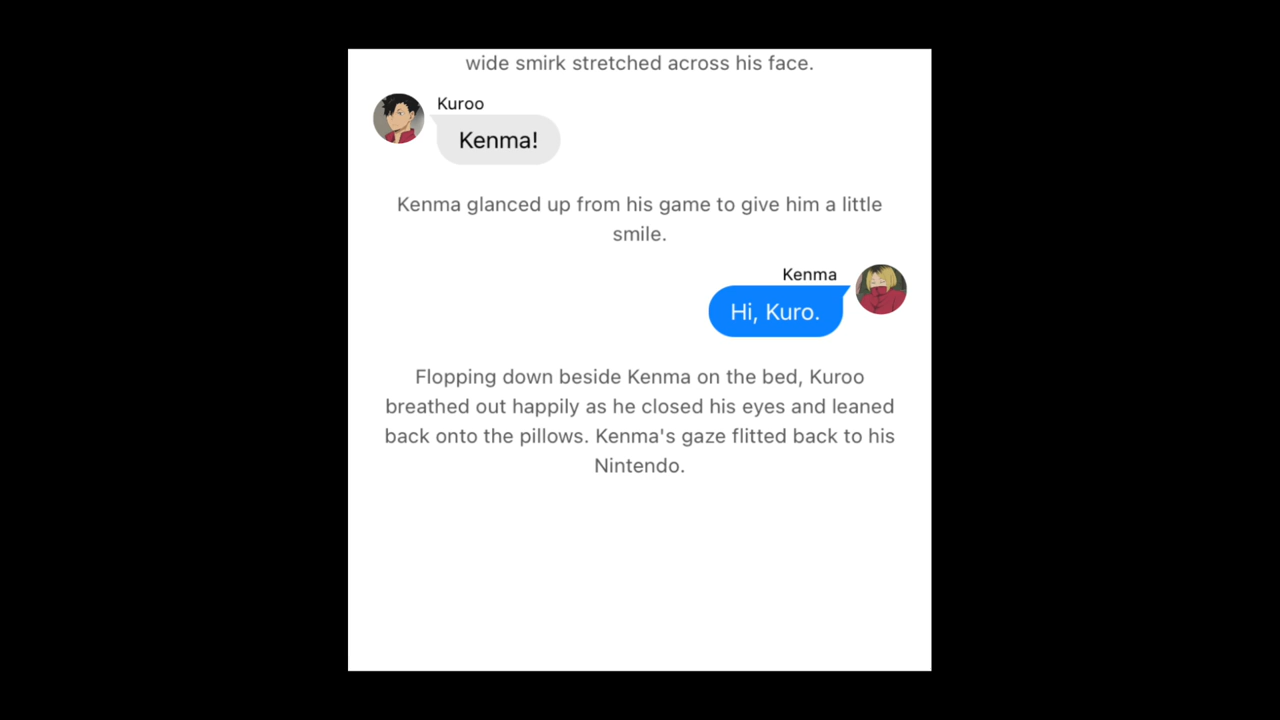 wide smirk stretched across his face.
Kuroo
Kenma!
Kenma glanced up from his game to give him a little
smile.
Kenma
Hi, Kuro.
Flopping down beside Kenma on the bed, Kuroo
breathed out happily as he closed his eyes and leaned
back onto the pillows. Kenma's gaze flitted back to his
Nintendo.